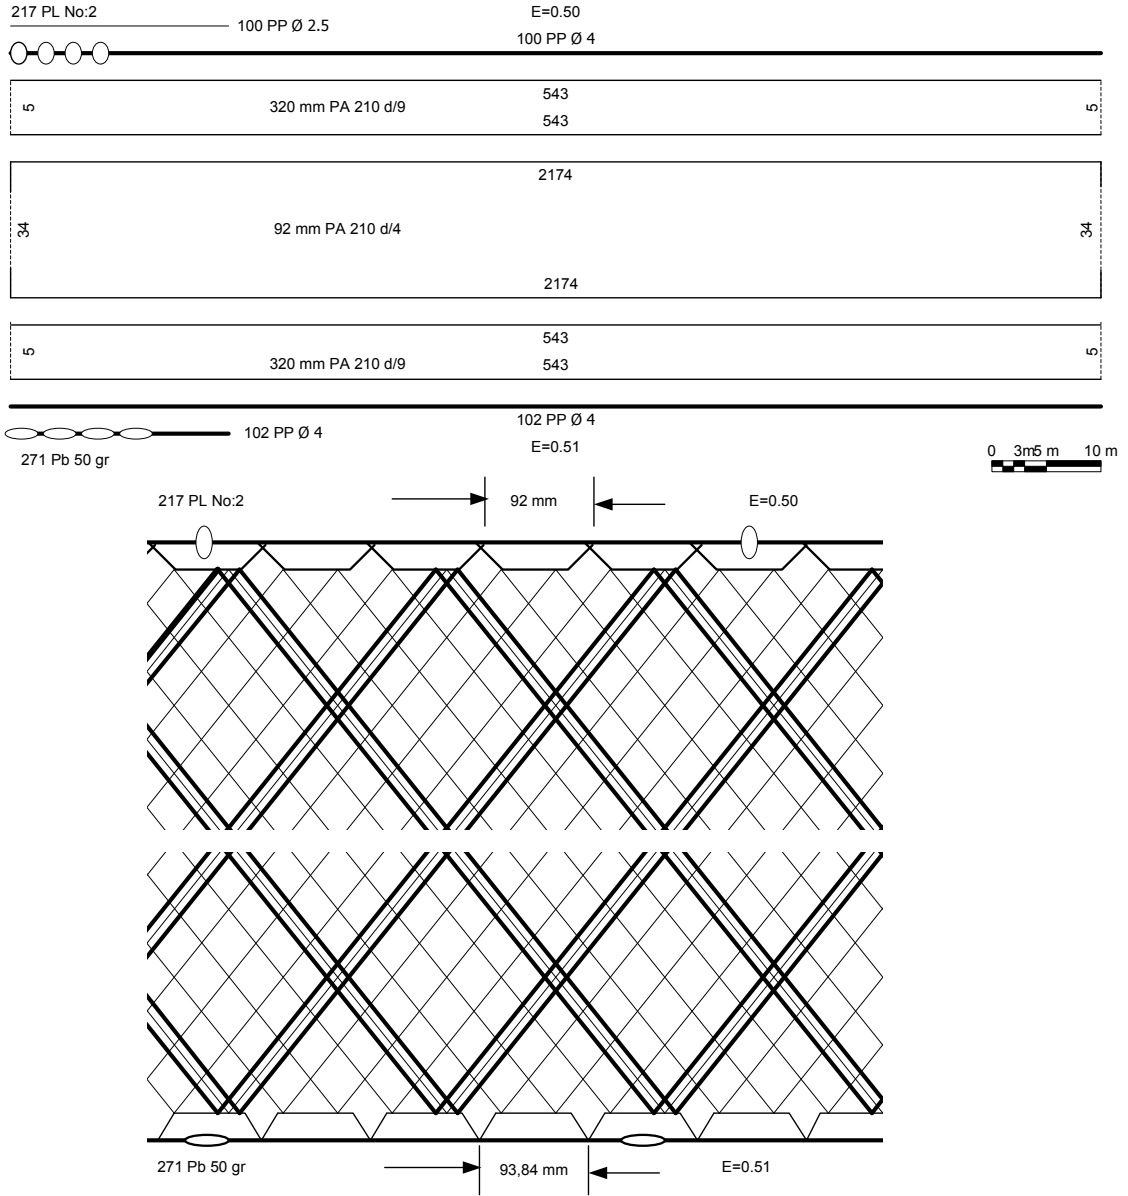 217 PL No:2
E=0.50
100 PP Ø 2.5
100 PP Ø 4
543
5
320 mm PA 210 d/9
5
543
2174
34
92 mm PA 210 d/4
34
2174
543
5
5
320 mm PA 210 d/9
543
102 PP Ø 4
102 PP Ø 4
E=0.51
271 Pb 50 gr
0 3m5 m 10 m
217 PL No:2
92 mm
E=0.50
271 Pb 50 gr
93,84 mm
E=0.51